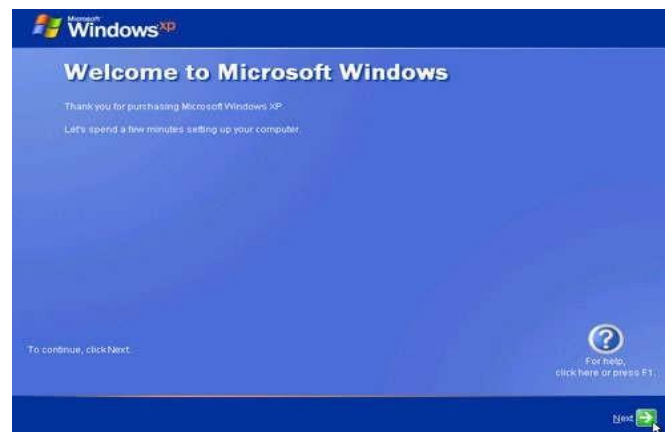 Microsoft
Windows xp
Welcome to Microsoft Windows
Thank you for purchasing Microsoft Windows XP.
Let's spend a few minutes setting up your computer.
To continue, click Next.
?
For help,
click here or press F1.
Next